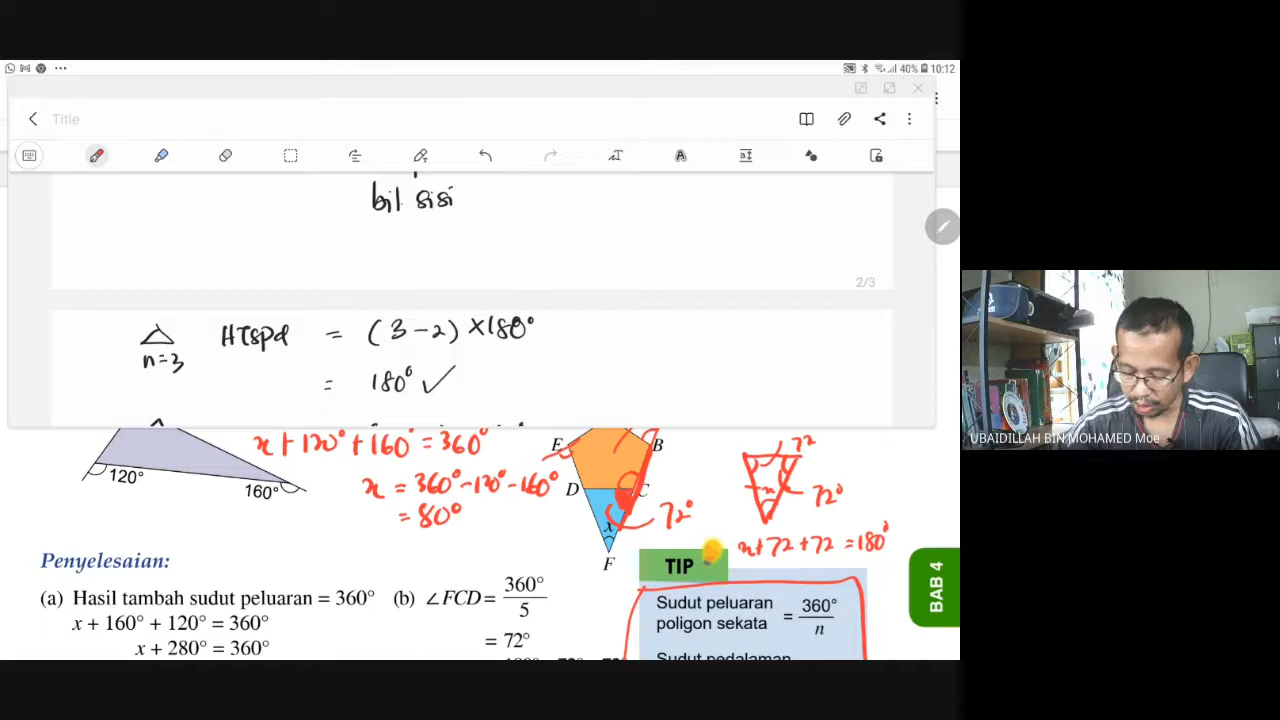 40% 10:12
Title
bil. sisi
2/3
HTSPd = (3-2) ×180°
n=3
= 180° ✓
x+120°+160° = 360°
x = 360°-120°-160°
= 80°
120°
160°
E
B
D
C
x
F
72°
72
x
72°
x+72+72 = 180°
UBAIDILLAH BIN MOHAMED Moe
Penyelesaian:
TIP
(a) Hasil tambah sudut peluaran = 360°
x + 160° + 120° = 360°
x + 280° = 360°
(b) ∠FCD = 360°
5
= 72°
Sudut peluaran
poligon sekata = 360°
n
Sudut pedalaman
BAB 4